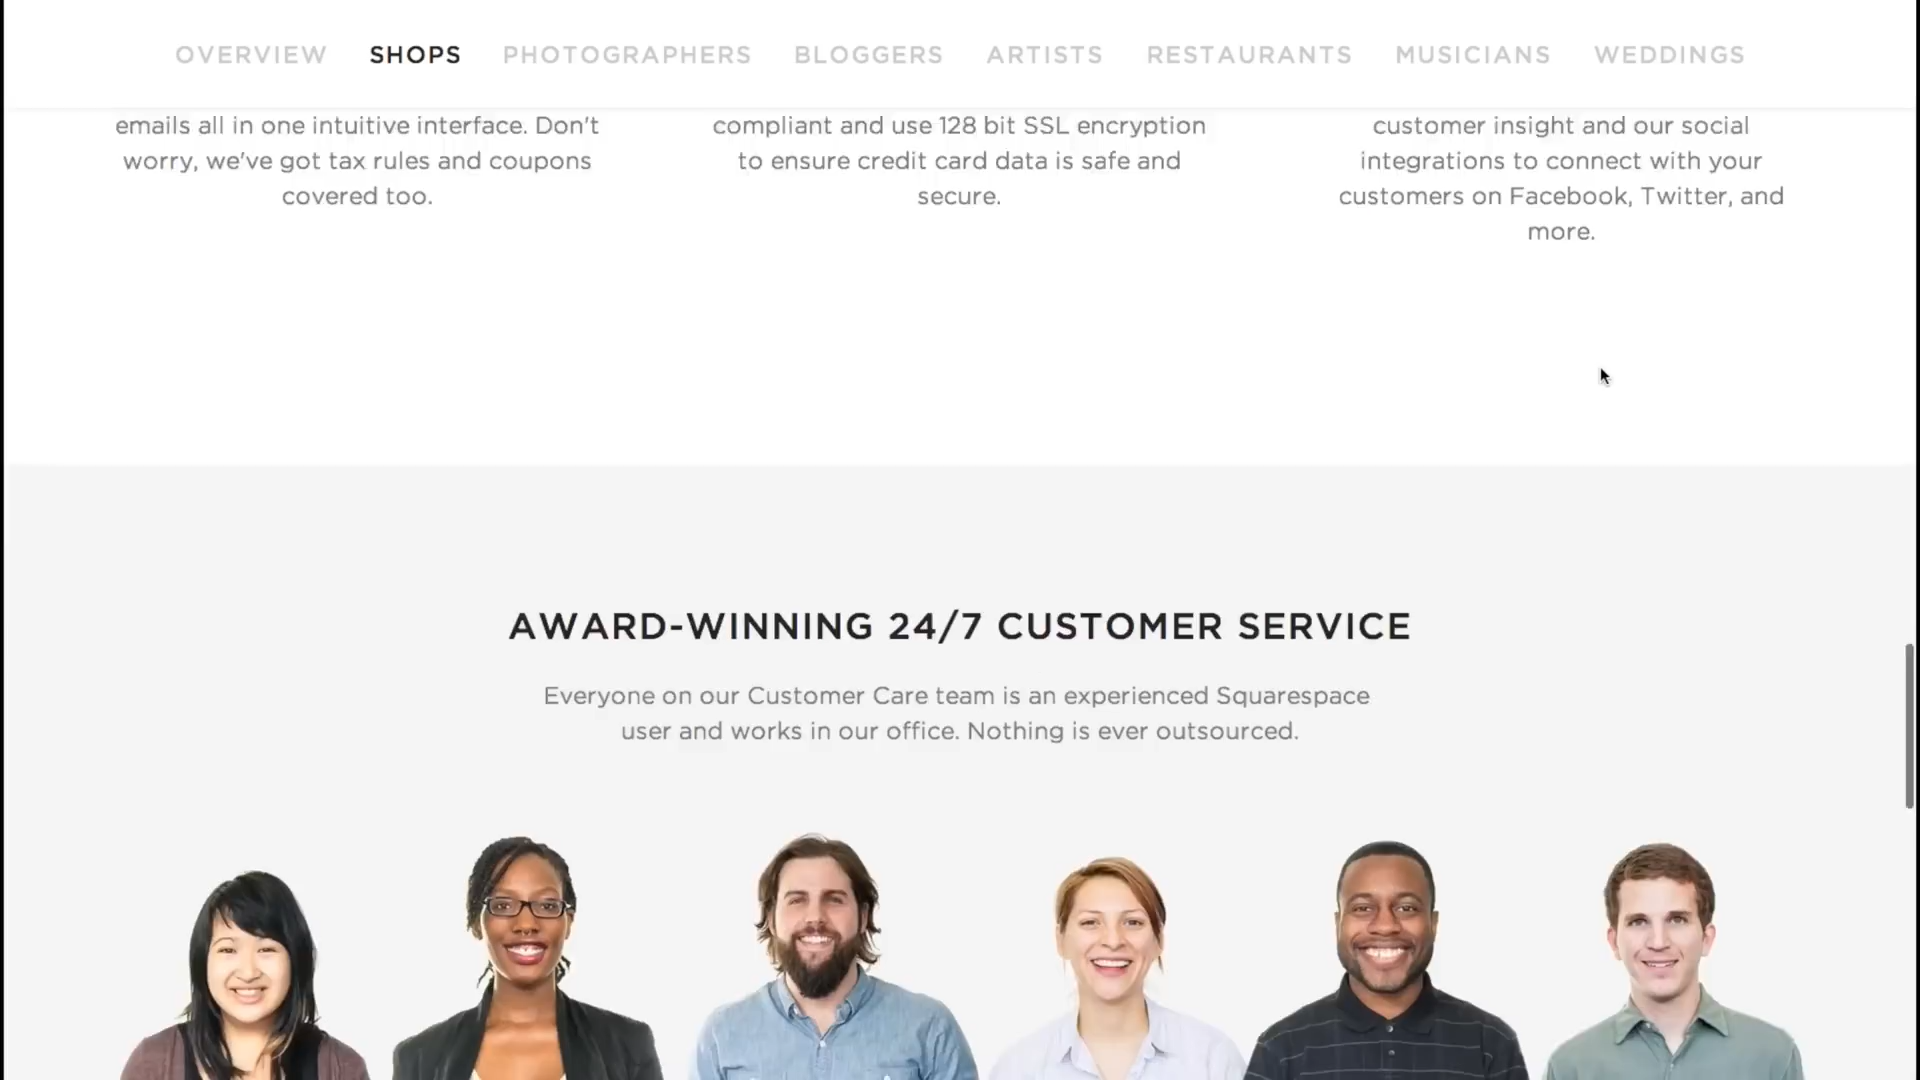 OVERVIEW SHOPS PHOTOGRAPHERS BLOGGERS ARTISTS RESTAURANTS MUSICIANS WEDDINGS
emails all in one intuitive interface. Don't
worry, we've got tax rules and coupons
covered too.
compliant and use 128 bit SSL encryption
to ensure credit card data is safe and
secure.
customer insight and our social
integrations to connect with your
customers on Facebook, Twitter, and
more.
AWARD-WINNING 24/7 CUSTOMER SERVICE
Everyone on our Customer Care team is an experienced Squarespace
user and works in our office. Nothing is ever outsourced.